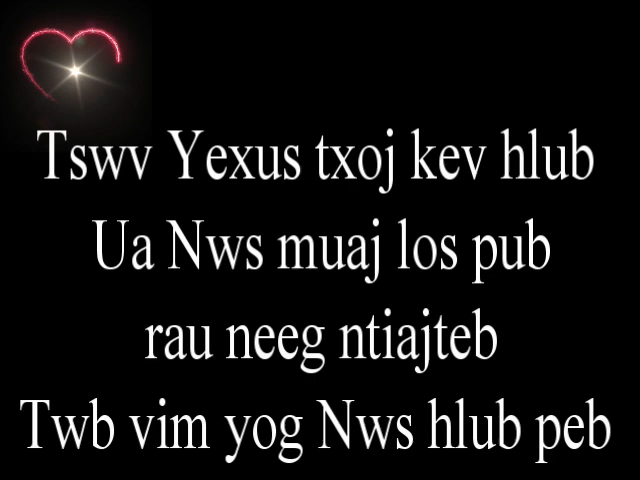 Tswv Yexus txoj kev hlub
Ua Nws muaj los pub
rau neeg ntiajteb
Twb vim yog Nws hlub peb